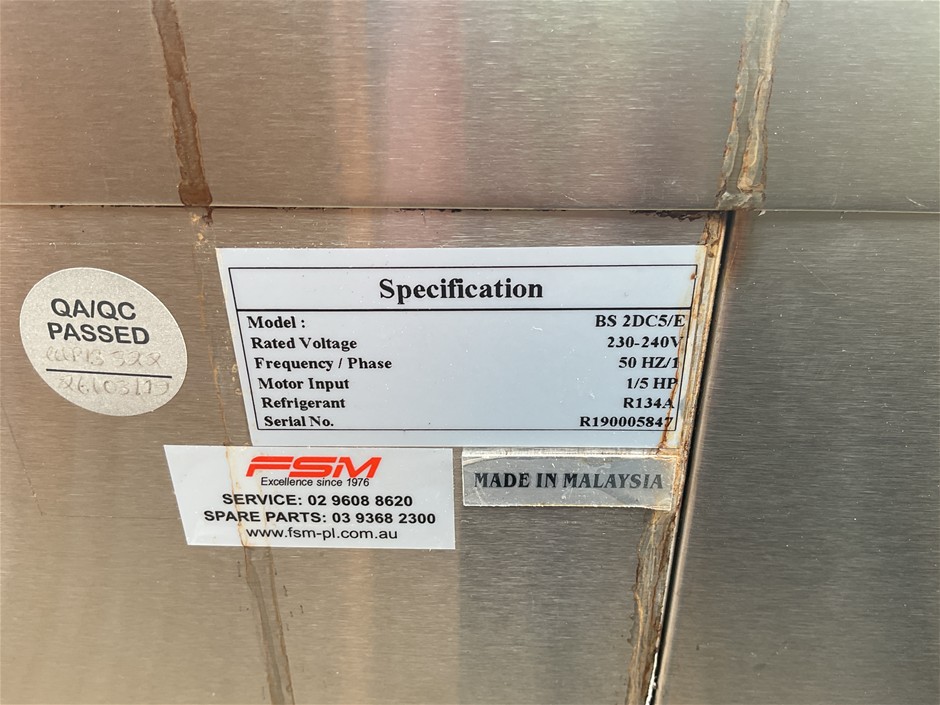 Specification
Model : BS 2DC5/E
Rated Voltage 230-240V
Frequency / Phase 50 HZ/1
Motor Input 1/5 HP
Refrigerant R134A
Serial No. R190005847
QA/QC
PASSED
FSM
Excellence since 1976
SERVICE: 02 9608 8620
SPARE PARTS: 03 9368 2300
www.fsm-pl.com.au
MADE IN MALAYSIA